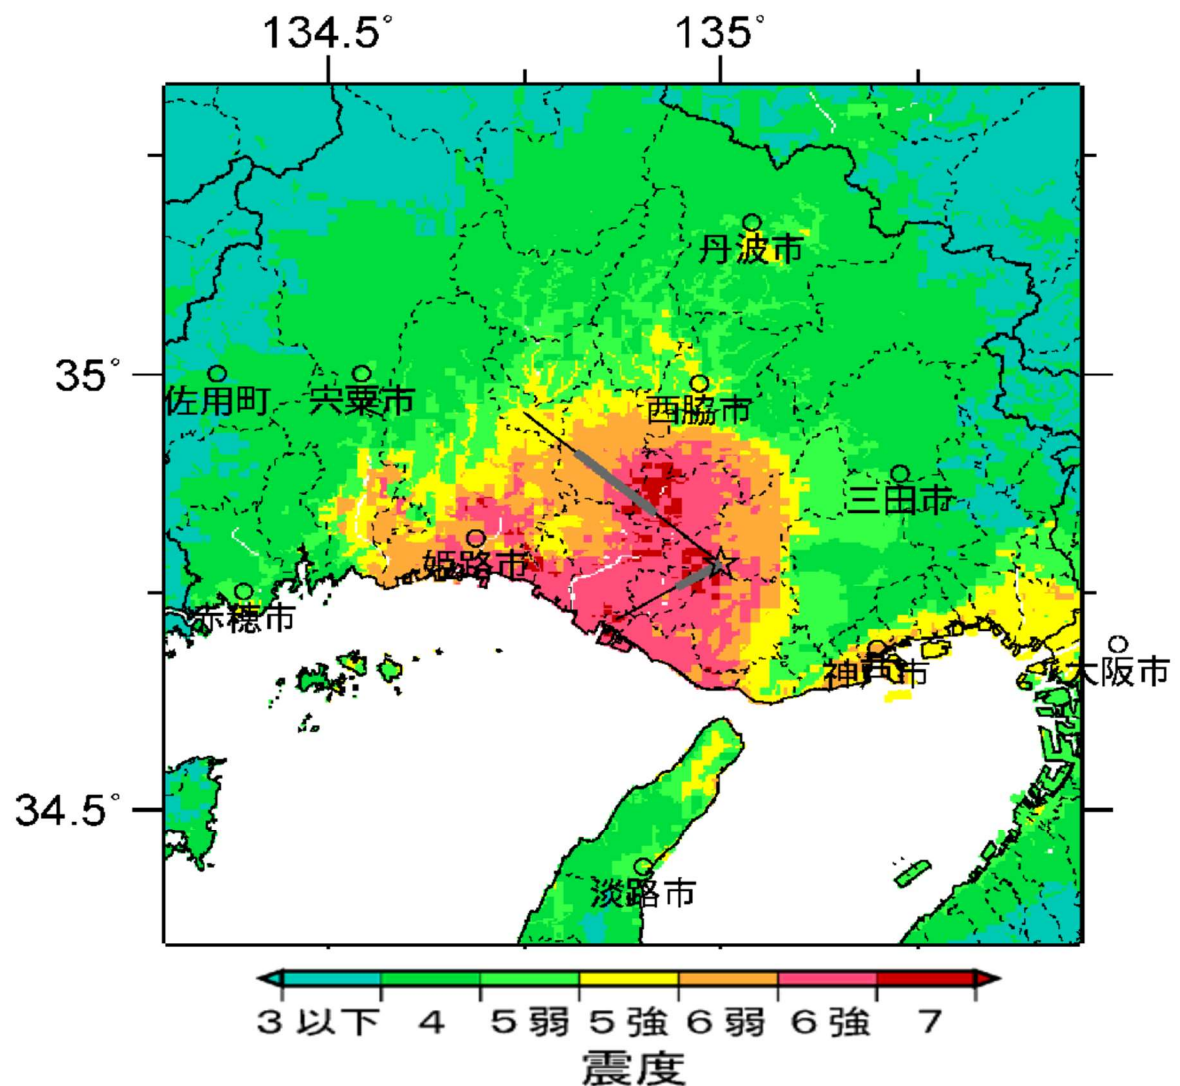 134.5° 135°
丹波市
35°
佐用町 宍粟市 西脇市
三田市
姫路市
赤穂市
神戸市 大阪市
34.5°
淡路市
3以下 4 5弱 5強 6弱 6強 7
震度